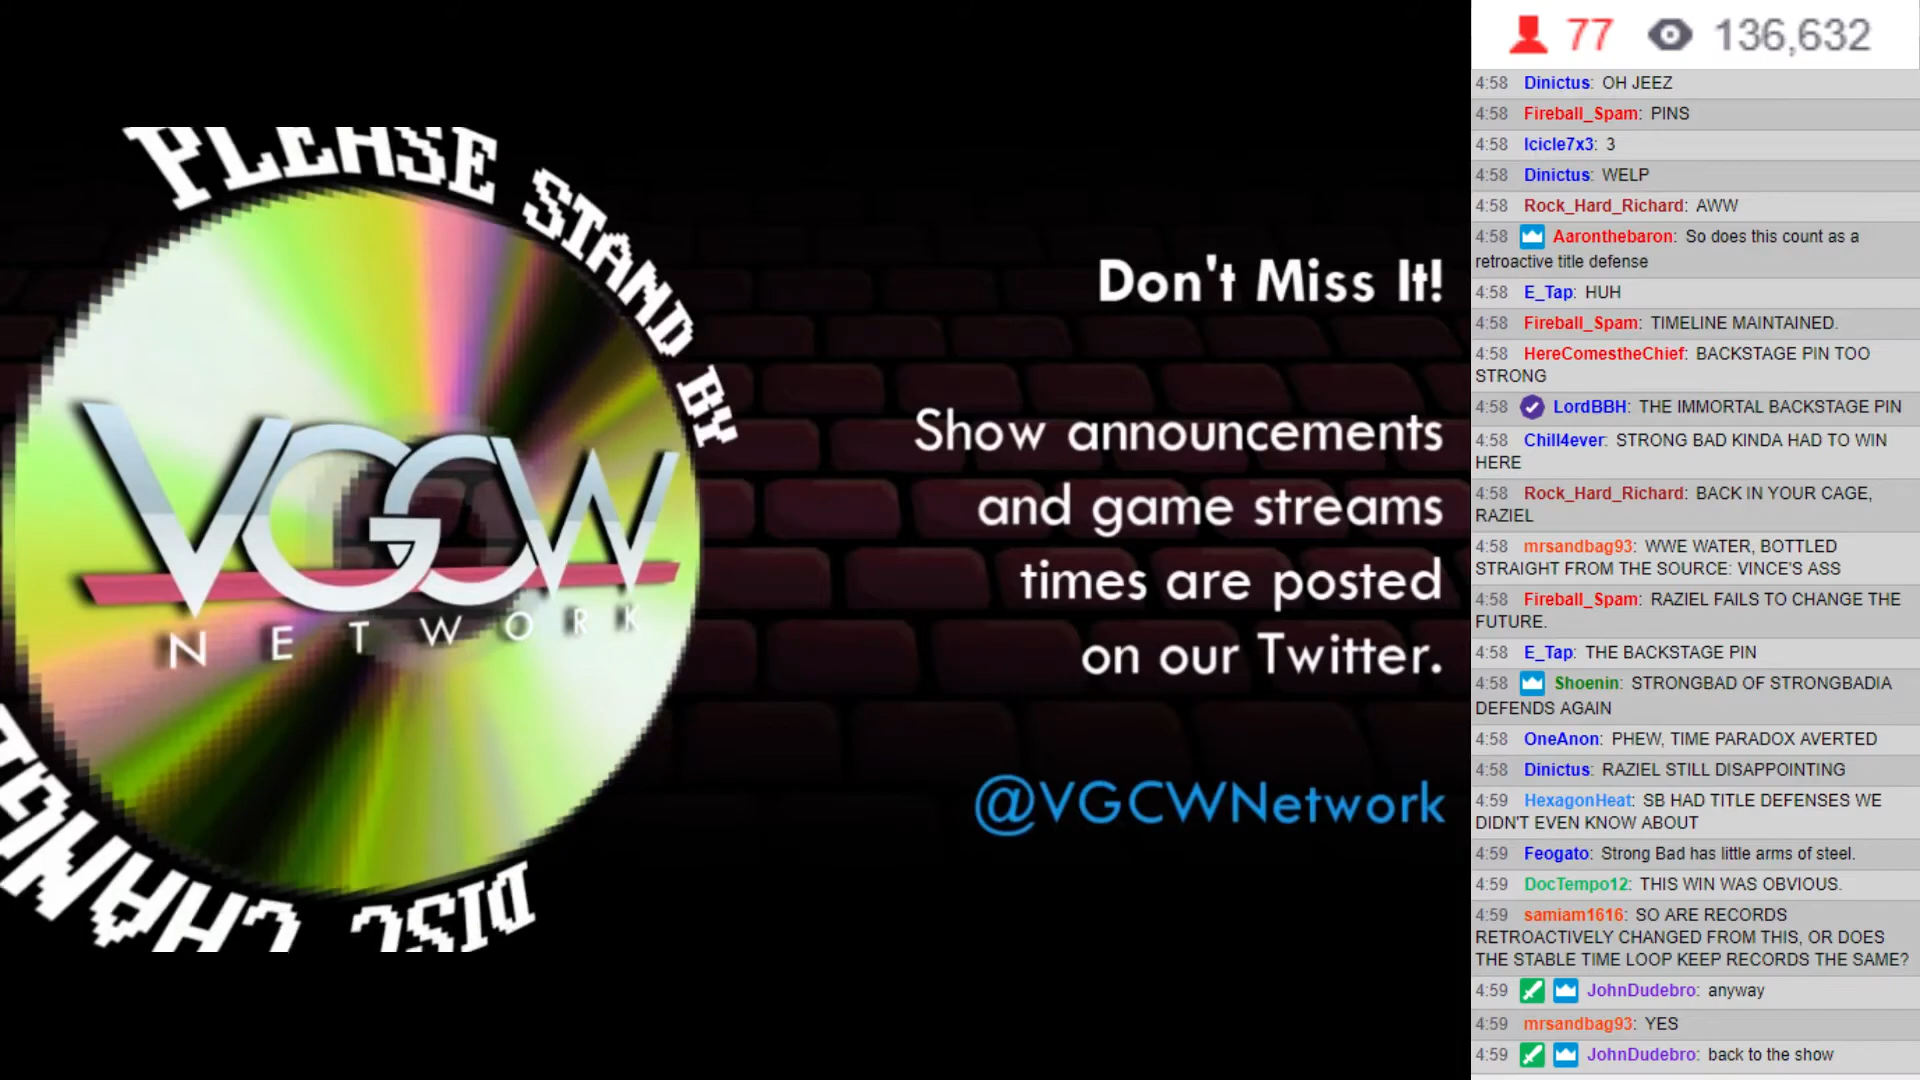 PLEASE STAND BY
VGCW
NETWORK
DISC CHANGE
Don't Miss It!
Show announcements
and game streams
times are posted
on our Twitter.
@VGCWNetwork
77 136,632
4:58 Dinictus: OH JEEZ
4:58 Fireball_Spam: PINS
4:58 Icicle7x3: 3
4:58 Dinictus: WELP
4:58 Rock_Hard_Richard: AWW
4:58 Aaronthebaron: So does this count as a
retroactive title defense
4:58 E_Tap: HUH
4:58 Fireball_Spam: TIMELINE MAINTAINED.
4:58 HereComestheChief: BACKSTAGE PIN TOO
STRONG
4:58 LordBBH: THE IMMORTAL BACKSTAGE PIN
4:58 Chill4ever: STRONG BAD KINDA HAD TO WIN
HERE
4:58 Rock_Hard_Richard: BACK IN YOUR CAGE,
RAZIEL
4:58 mrsandbag93: WWE WATER, BOTTLED
STRAIGHT FROM THE SOURCE: VINCE'S ASS
4:58 Fireball_Spam: RAZIEL FAILS TO CHANGE THE
FUTURE.
4:58 E_Tap: THE BACKSTAGE PIN
4:58 Shoenin: STRONGBAD OF STRONGBADIA
DEFENDS AGAIN
4:58 OneAnon: PHEW, TIME PARADOX AVERTED
4:58 Dinictus: RAZIEL STILL DISAPPOINTING
4:59 HexagonHeat: SB HAD TITLE DEFENSES WE
DIDN'T EVEN KNOW ABOUT
4:59 Feogato: Strong Bad has little arms of steel.
4:59 DocTempo12: THIS WIN WAS OBVIOUS.
4:59 samiam1616: SO ARE RECORDS
RETROACTIVELY CHANGED FROM THIS, OR DOES
THE STABLE TIME LOOP KEEP RECORDS THE SAME?
4:59 JohnDudebro: anyway
4:59 mrsandbag93: YES
4:59 JohnDudebro: back to the show